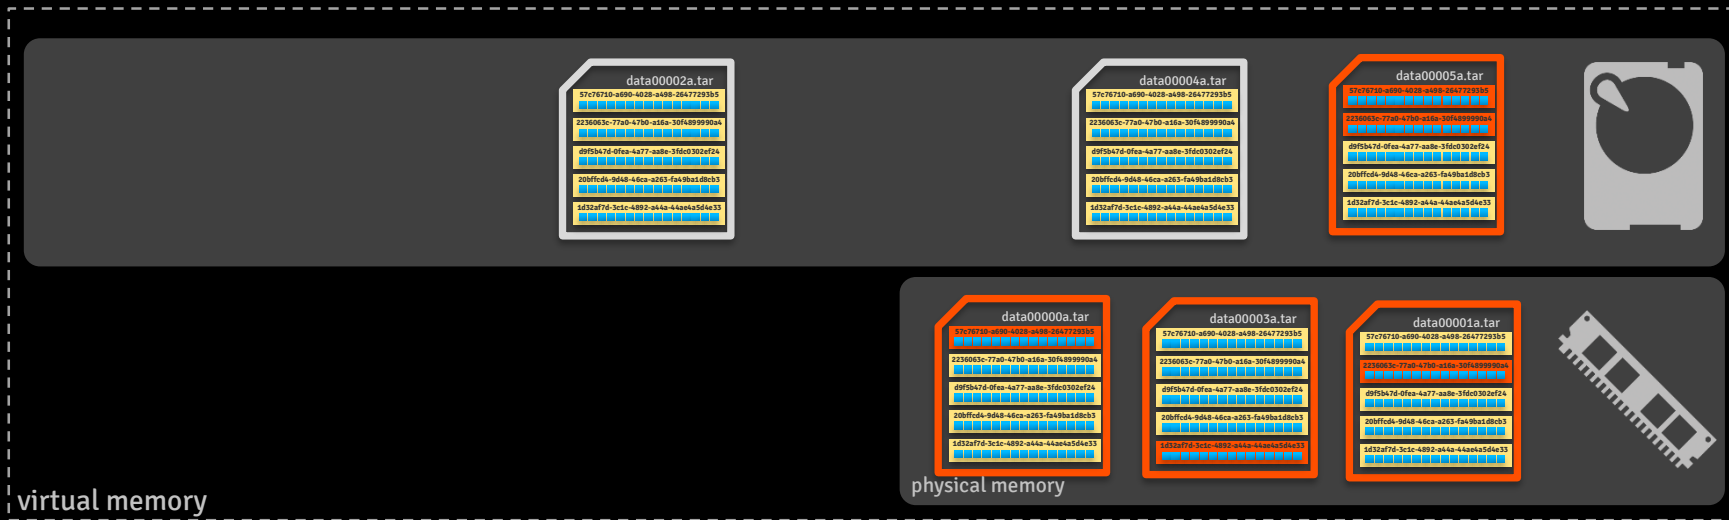 data00002a.tar
57c76710-a690-4028-a498-26477293b5
2236063c-77a0-47b0-a16a-30f4899990a4
d9f5b47d-0fea-4a77-aa8e-3fdc0302ef24
20bffcd4-9d48-46ca-a263-fa49ba1d8cb3
1d32af7d-3c1c-4892-a44a-44ae4a5d4e33
data00004a.tar
57c76710-a690-4028-a498-26477293b5
2236063c-77a0-47b0-a16a-30f4899990a4
d9f5b47d-0fea-4a77-aa8e-3fdc0302ef24
20bffcd4-9d48-46ca-a263-fa49ba1d8cb3
1d32af7d-3c1c-4892-a44a-44ae4a5d4e33
data00005a.tar
57c76710-a690-4028-a498-26477293b5
2236063c-77a0-47b0-a16a-30f4899990a4
d9f5b47d-0fea-4a77-aa8e-3fdc0302ef24
20bffcd4-9d48-46ca-a263-fa49ba1d8cb3
1d32af7d-3c1c-4892-a44a-44ae4a5d4e33
data00000a.tar
57c76710-a690-4028-a498-26477293b5
2236063c-77a0-47b0-a16a-30f4899990a4
d9f5b47d-0fea-4a77-aa8e-3fdc0302ef24
20bffcd4-9d48-46ca-a263-fa49ba1d8cb3
1d32af7d-3c1c-4892-a44a-44ae4a5d4e33
data00003a.tar
57c76710-a690-4028-a498-26477293b5
2236063c-77a0-47b0-a16a-30f4899990a4
d9f5b47d-0fea-4a77-aa8e-3fdc0302ef24
20bffcd4-9d48-46ca-a263-fa49ba1d8cb3
1d32af7d-3c1c-4892-a44a-44ae4a5d4e33
data00001a.tar
57c76710-a690-4028-a498-26477293b5
2236063c-77a0-47b0-a16a-30f4899990a4
d9f5b47d-0fea-4a77-aa8e-3fdc0302ef24
20bffcd4-9d48-46ca-a263-fa49ba1d8cb3
1d32af7d-3c1c-4892-a44a-44ae4a5d4e33
physical memory
virtual memory